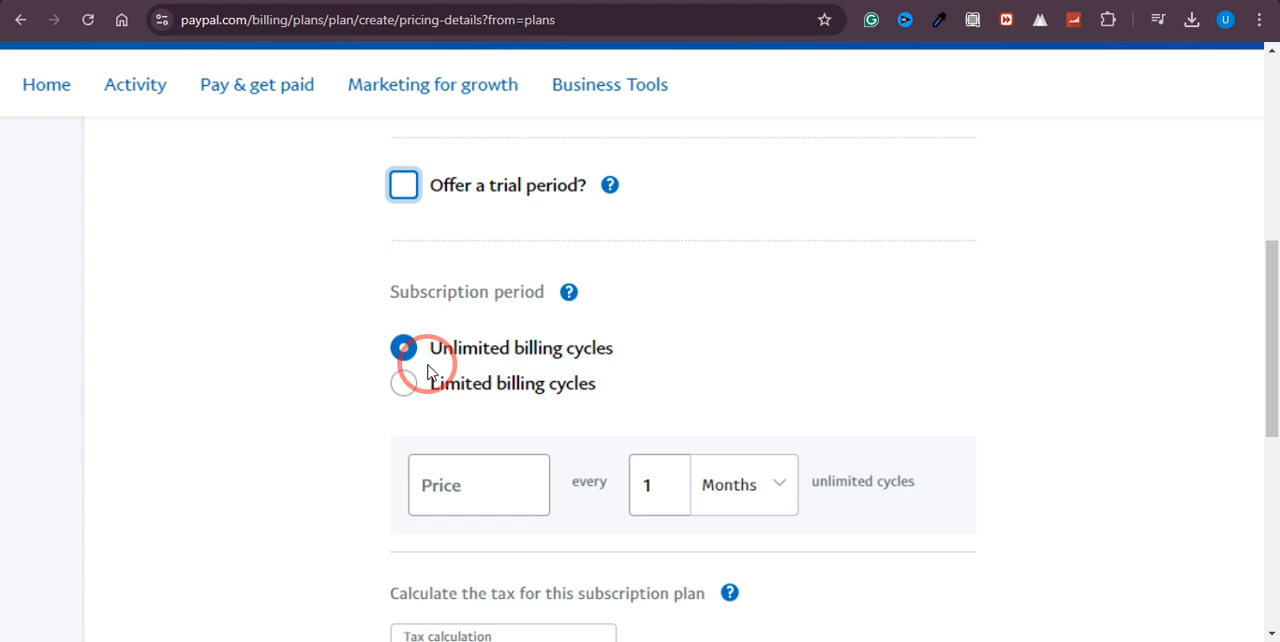 paypal.com/billing/plans/plan/create/pricing-details?from=plans
U
Home Activity Pay & get paid Marketing for growth Business Tools
Offer a trial period? ?
Subscription period ?
Unlimited billing cycles
Limited billing cycles
Price every 1 Months unlimited cycles
Calculate the tax for this subscription plan ?
Tax calculation